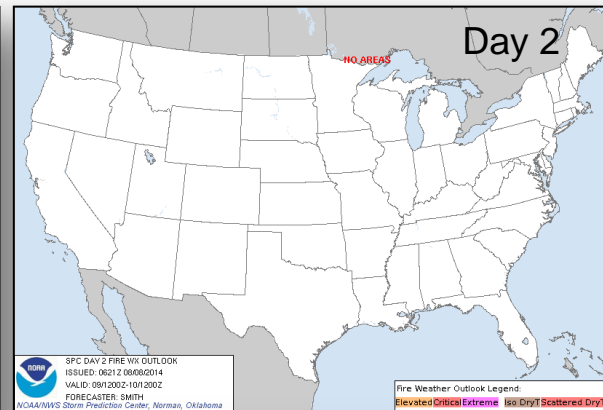 Day 2
NO AREAS
NOAA
SPC DAY 2 FIRE WX OUTLOOK
ISSUED: 0621Z 08/08/2014
VALID: 09/1200Z-10/1200Z
FORECASTER: SMITH
NOAA/NWS Storm Prediction Center, Norman, Oklahoma
Fire Weather Outlook Legend:
Elevated Critical Extreme Iso DryT Scattered DryT